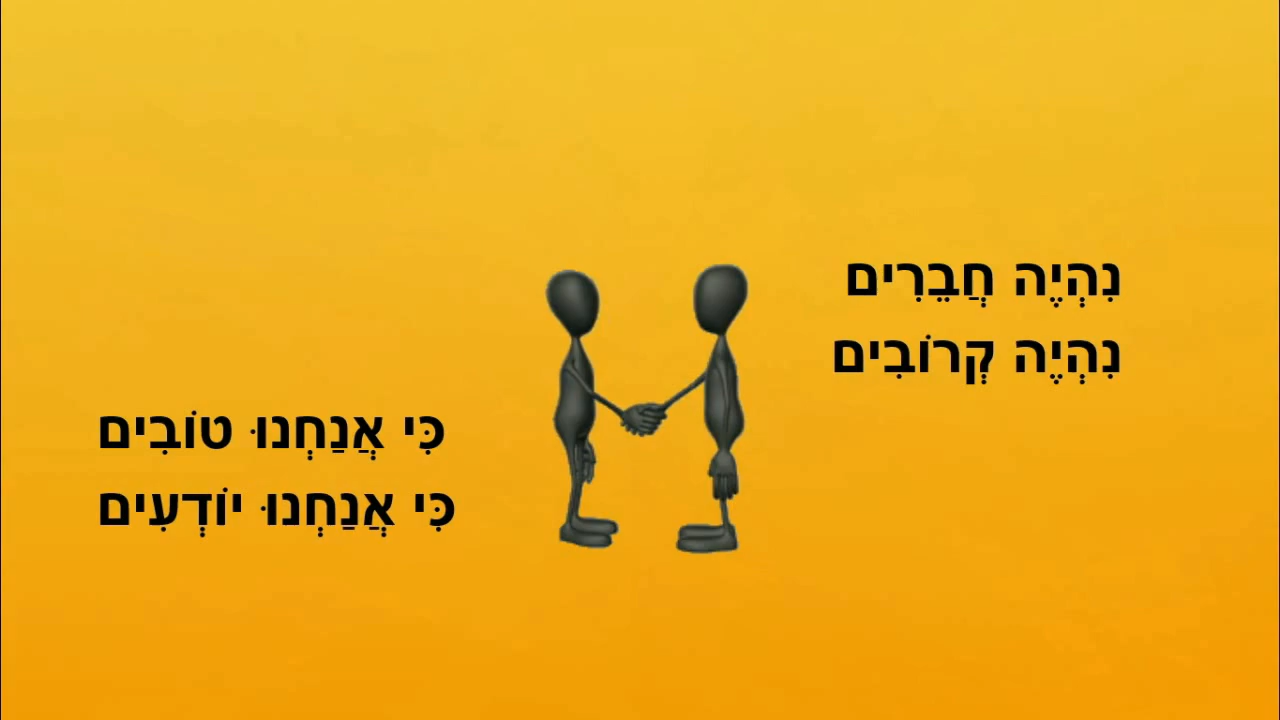 נִהְיֶה חֲבֵרִים
נִהְיֶה קְרוֹבִים
כִּי אֲנַחְנוּ טוֹבִים
כִּי אֲנַחְנוּ יוֹדְעִים